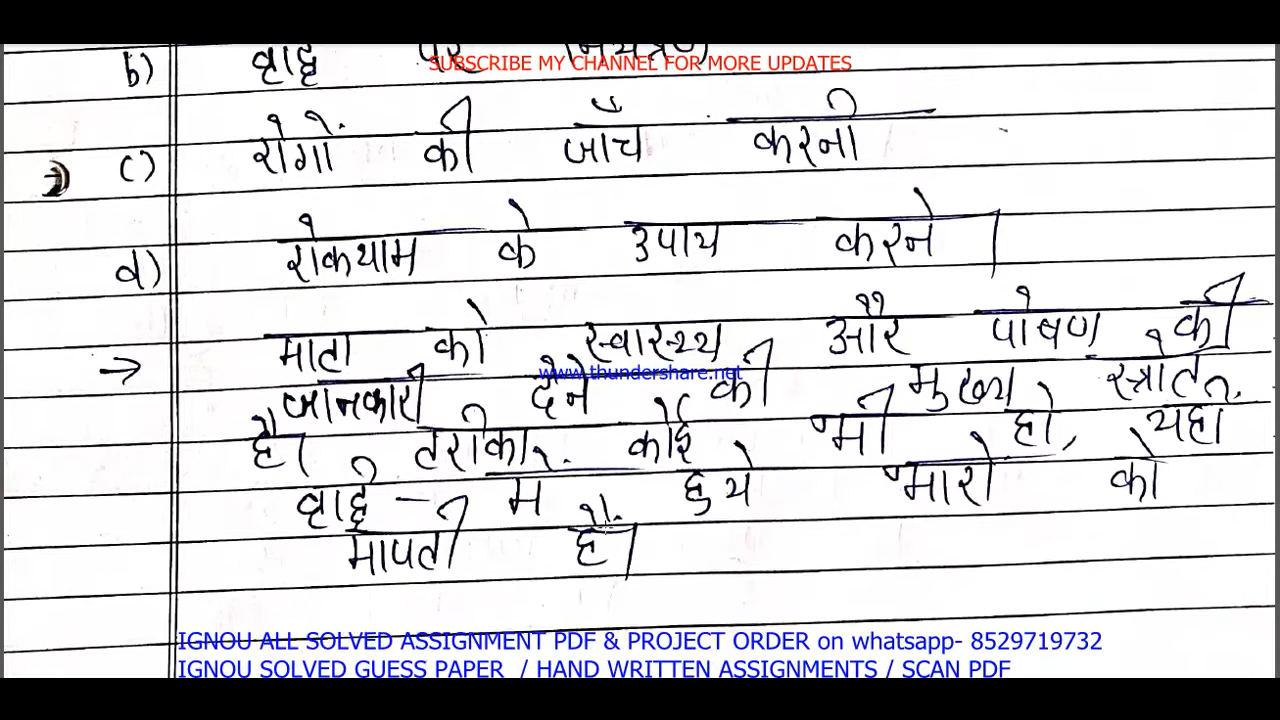 b) वृद्धि पर नियंत्रण
SUBSCRIBE MY CHANNEL FOR MORE UPDATES
c) रोगों की जाँच करनी
d) रोकथाम के उपाय करने।
→ माता को स्वास्थ्य और पोषण की
www.thundershare.net
जानकारी देने की मुख्य स्त्रोत
है। तरीका कोई भी हो, यही
वृद्धि - में हुये भारो को
मापती है।
IGNOU ALL SOLVED ASSIGNMENT PDF & PROJECT ORDER on whatsapp- 8529719732
IGNOU SOLVED GUESS PAPER / HAND WRITTEN ASSIGNMENTS / SCAN PDF